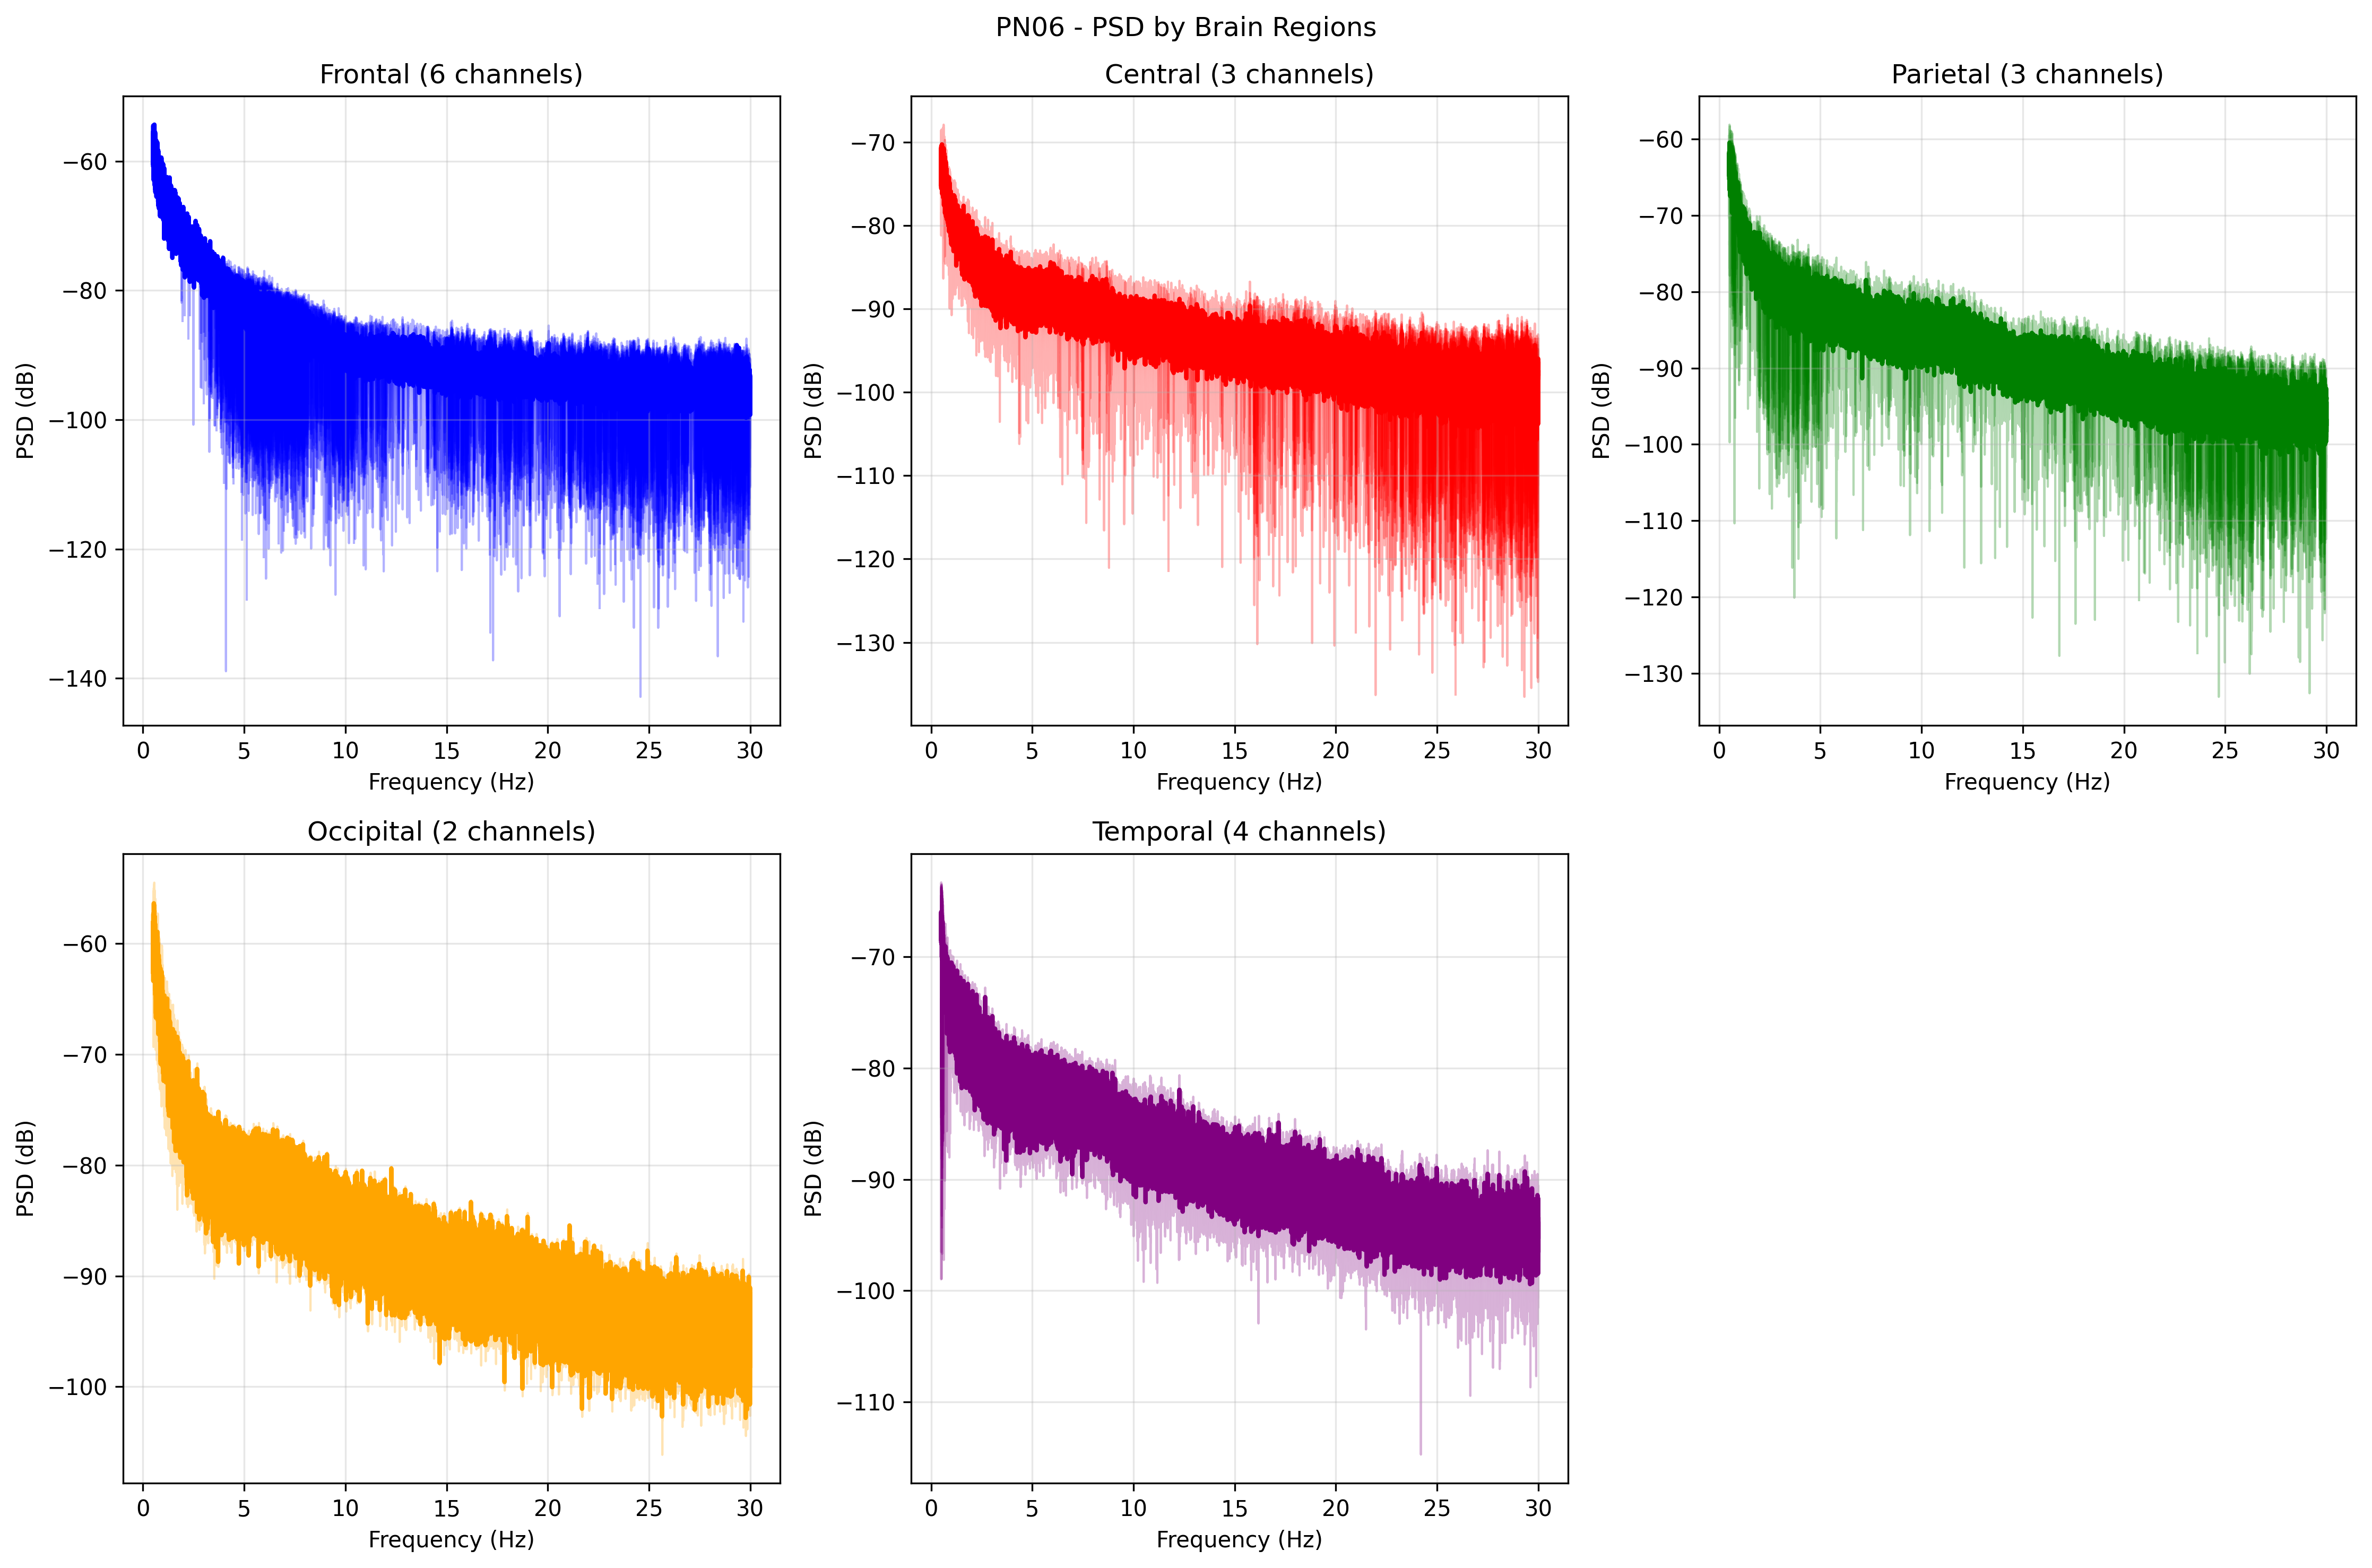 PN06 - PSD by Brain Regions
Frontal (6 channels)
PSD (dB)
−60
−80
−100
−120
−140
0 5 10 15 20 25 30
Frequency (Hz)
Central (3 channels)
PSD (dB)
−70
−80
−90
−100
−110
−120
−130
0 5 10 15 20 25 30
Frequency (Hz)
Parietal (3 channels)
PSD (dB)
−60
−70
−80
−90
−100
−110
−120
−130
0 5 10 15 20 25 30
Frequency (Hz)
Occipital (2 channels)
PSD (dB)
−60
−70
−80
−90
−100
0 5 10 15 20 25 30
Frequency (Hz)
Temporal (4 channels)
PSD (dB)
−70
−80
−90
−100
−110
0 5 10 15 20 25 30
Frequency (Hz)